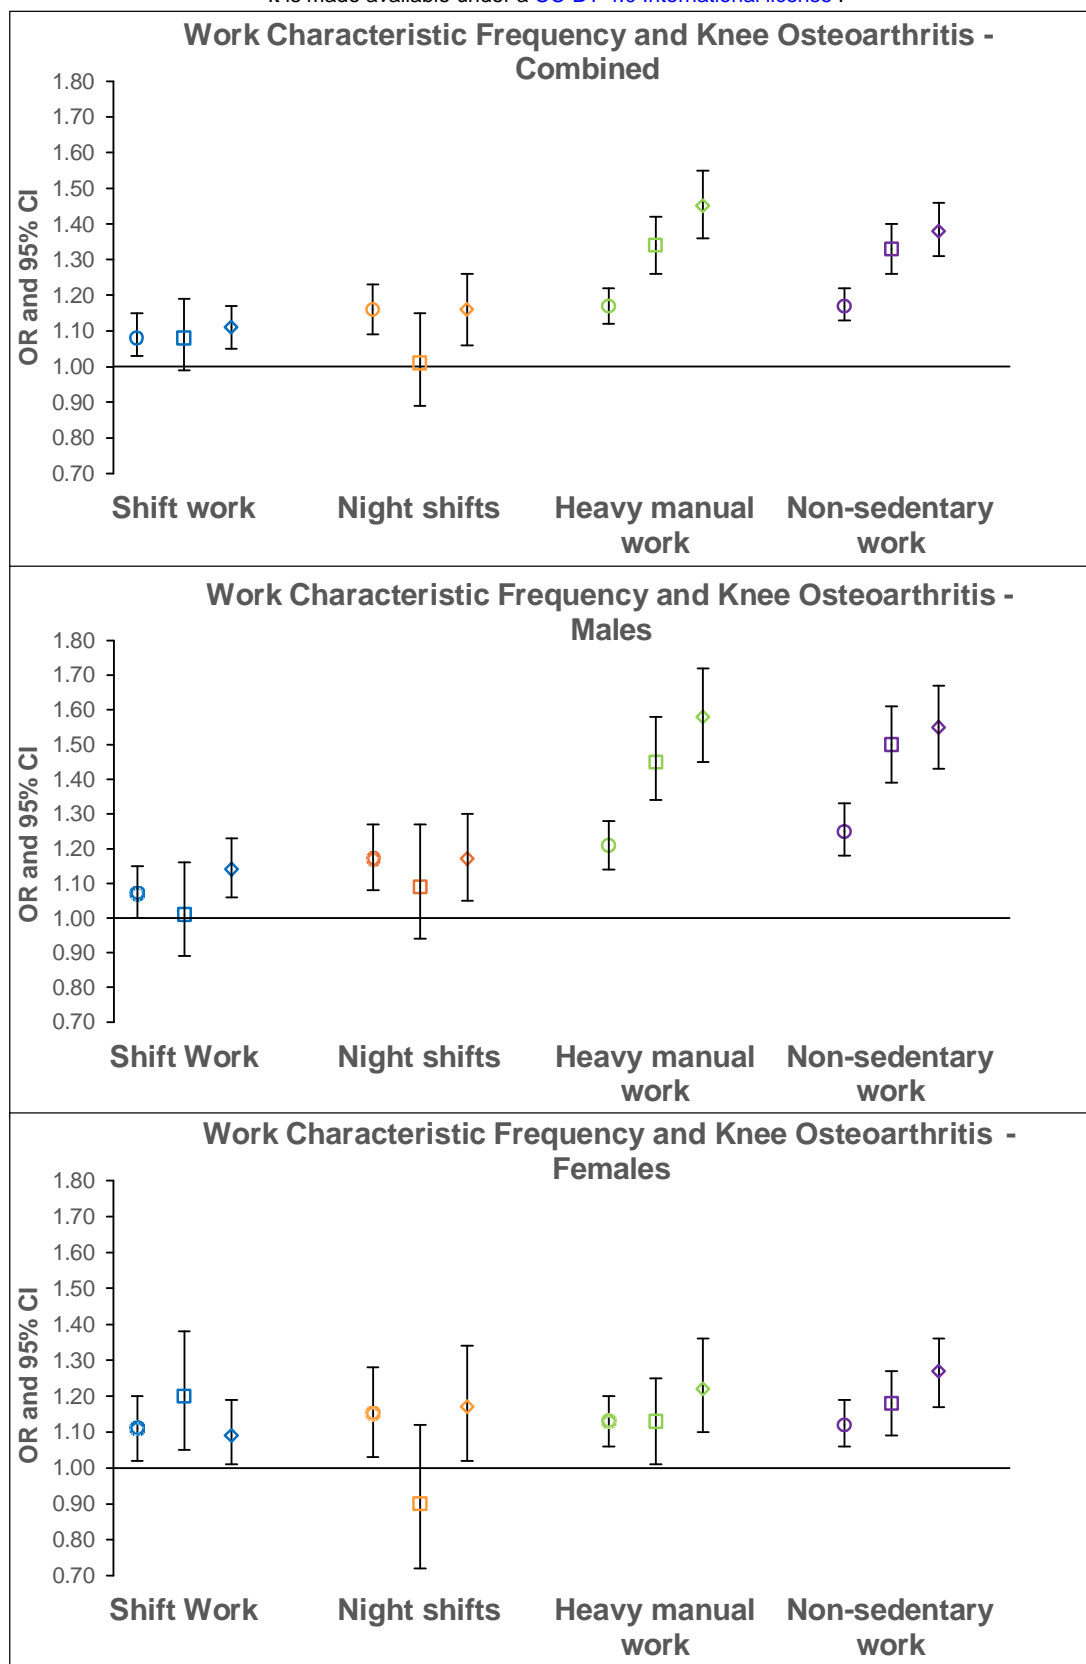 Work Characteristic Frequency and Knee Osteoarthritis -
Combined
1.80
1.70
1.60
1.50
1.40
1.30
1.20
1.10
1.00
0.90
0.80
0.70
OR and 95% CI
Shift work
Night shifts
Heavy manual
work
Non-sedentary
work
Work Characteristic Frequency and Knee Osteoarthritis -
Males
1.80
1.70
1.60
1.50
1.40
1.30
1.20
1.10
1.00
0.90
0.80
0.70
OR and 95% CI
Shift Work
Night shifts
Heavy manual
work
Non-sedentary
work
Work Characteristic Frequency and Knee Osteoarthritis -
Females
1.80
1.70
1.60
1.50
1.40
1.30
1.20
1.10
1.00
0.90
0.80
0.70
OR and 95% CI
Shift Work
Night shifts
Heavy manual
work
Non-sedentary
work